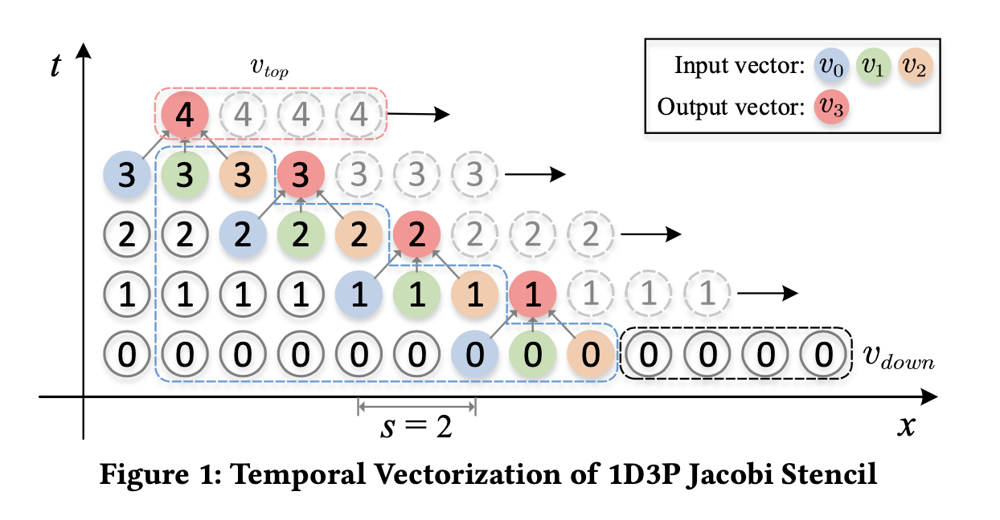 t
v_top
Input vector: v_0 v_1 v_2
Output vector: v_3
4 4 4 4
3 3 3 3 3 3 3
2 2 2 2 2 2 2 2 2
1 1 1 1 1 1 1 1 1 1 1
0 0 0 0 0 0 0 0 0 0 0 0 0 v_down
s = 2
x
Figure 1: Temporal Vectorization of 1D3P Jacobi Stencil